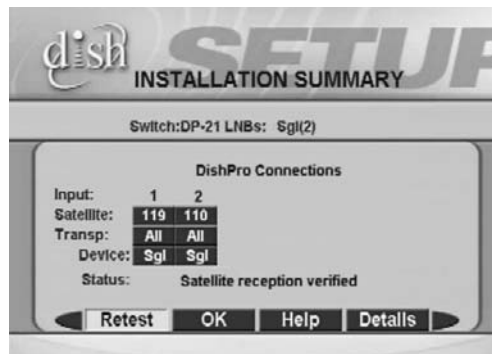 dish
SETUP
INSTALLATION SUMMARY
Switch:DP-21 LNBs: Sgl(2)
DishPro Connections
Input: 1 2
Satellite: 119 110
Transp: All All
Device: Sgl Sgl
Status: Satellite reception verified
Retest OK Help Details